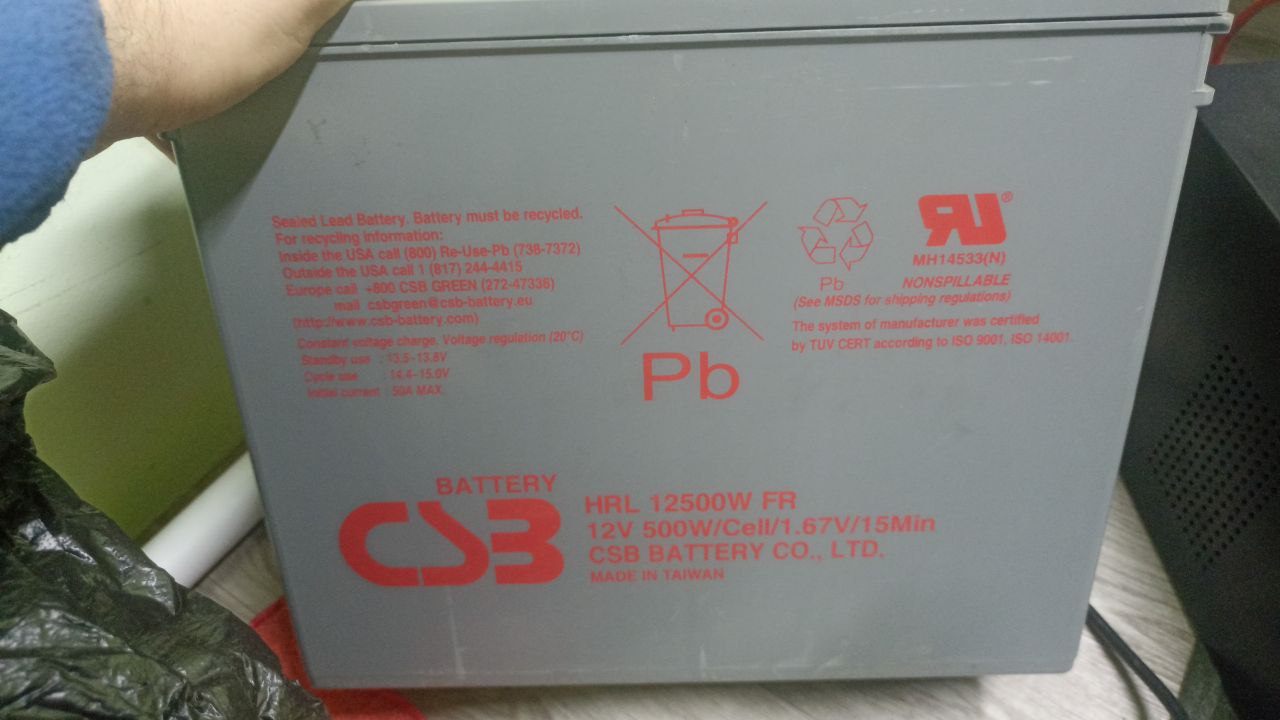 Sealed Lead Battery. Battery must be recycled.
For recycling information:
Inside the USA call (800) Re-Use-Pb (738-7372)
Outside the USA call 1 (817) 244-4415
Europe call +800 CSB GREEN (272-47336)
mail csbgreen@csb-battery.eu
(http://www.csb-battery.com)
Constant voltage charge, Voltage regulation (20°C)
Standby use : 13.5-13.8V
Cycle use : 14.4-15.0V
Initial current : 50A MAX.
Pb
Pb
RU®
MH14533(N)
NONSPILLABLE
(See MSDS for shipping regulations)
The system of manufacturer was certified
by TUV CERT according to ISO 9001, ISO 14001.
BATTERY
CSB
HRL 12500W FR
12V 500W/Cell/1.67V/15Min
CSB BATTERY CO., LTD.
MADE IN TAIWAN